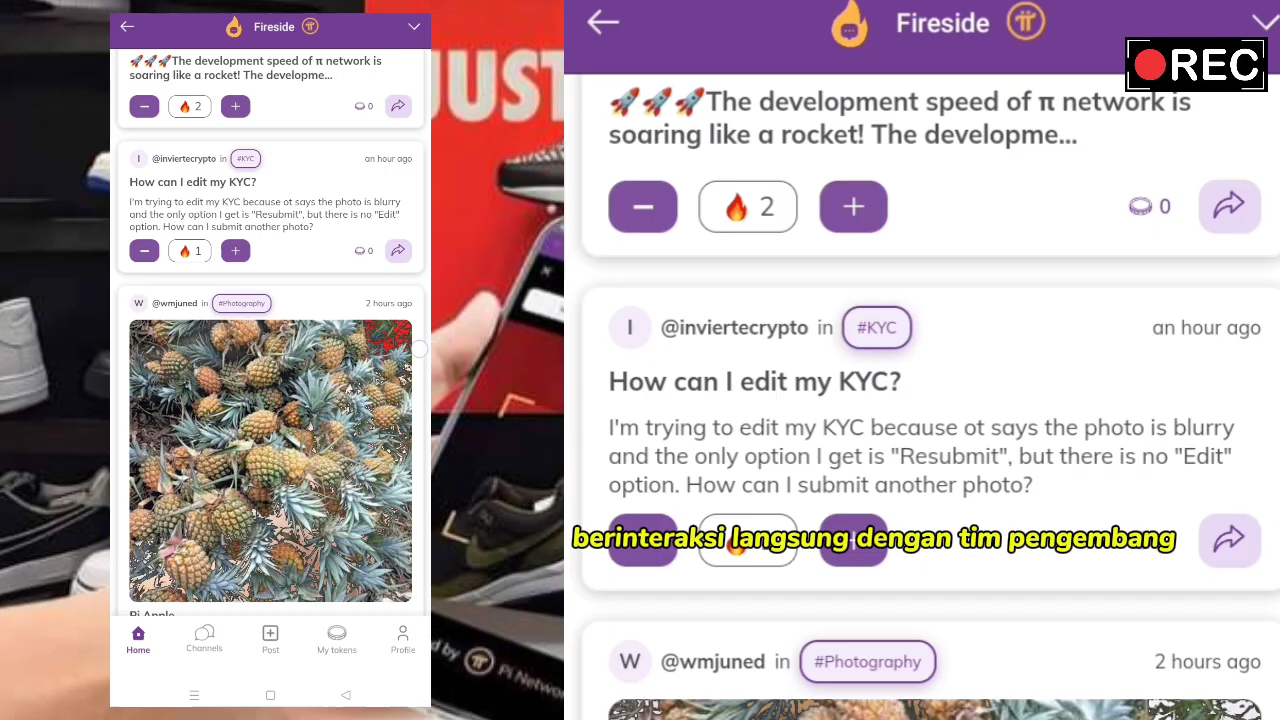 Fireside
🚀🚀🚀The development speed of π network is
soaring like a rocket! The developme...
2
0
I
@inviertecrypto in #KYC
an hour ago
How can I edit my KYC?
I'm trying to edit my KYC because ot says the photo is blurry
and the only option I get is "Resubmit", but there is no "Edit"
option. How can I submit another photo?
1
0
W
@wmjuned in #Photography
2 hours ago
Home
Channels
Post
My tokens
Profile
JUST
Pi Netwo
Fireside
REC
🚀🚀🚀The development speed of π network is
soaring like a rocket! The developme...
2
0
I
@inviertecrypto in #KYC
an hour ago
How can I edit my KYC?
I'm trying to edit my KYC because ot says the photo is blurry
and the only option I get is "Resubmit", but there is no "Edit"
option. How can I submit another photo?
berinteraksi langsung dengan tim pengembang
W
@wmjuned in #Photography
2 hours ago